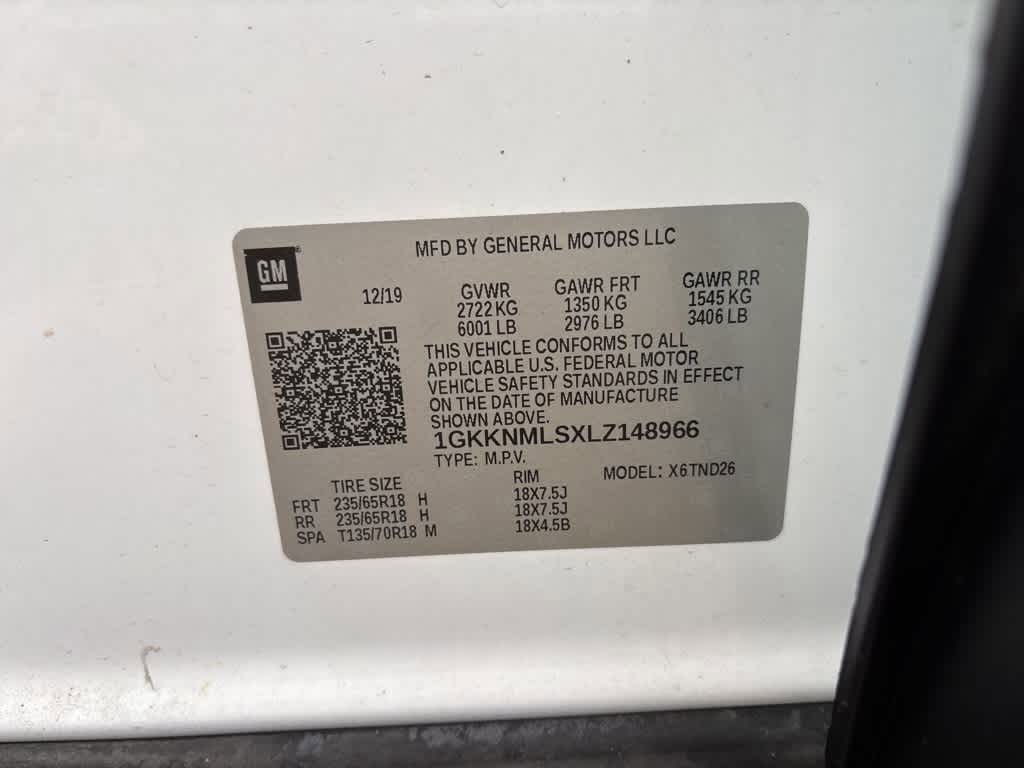 GM
MFD BY GENERAL MOTORS LLC
12/19
GVWR GAWR FRT GAWR RR
2722 KG 1350 KG 1545 KG
6001 LB 2976 LB 3406 LB
THIS VEHICLE CONFORMS TO ALL
APPLICABLE U.S. FEDERAL MOTOR
VEHICLE SAFETY STANDARDS IN EFFECT
ON THE DATE OF MANUFACTURE
SHOWN ABOVE.
1GKKNMLSXLZ148966
TYPE: M.P.V.
MODEL: X6TND26
TIRE SIZE RIM
FRT 235/65R18 H 18X7.5J
RR 235/65R18 H 18X7.5J
SPA T135/70R18 M 18X4.5B